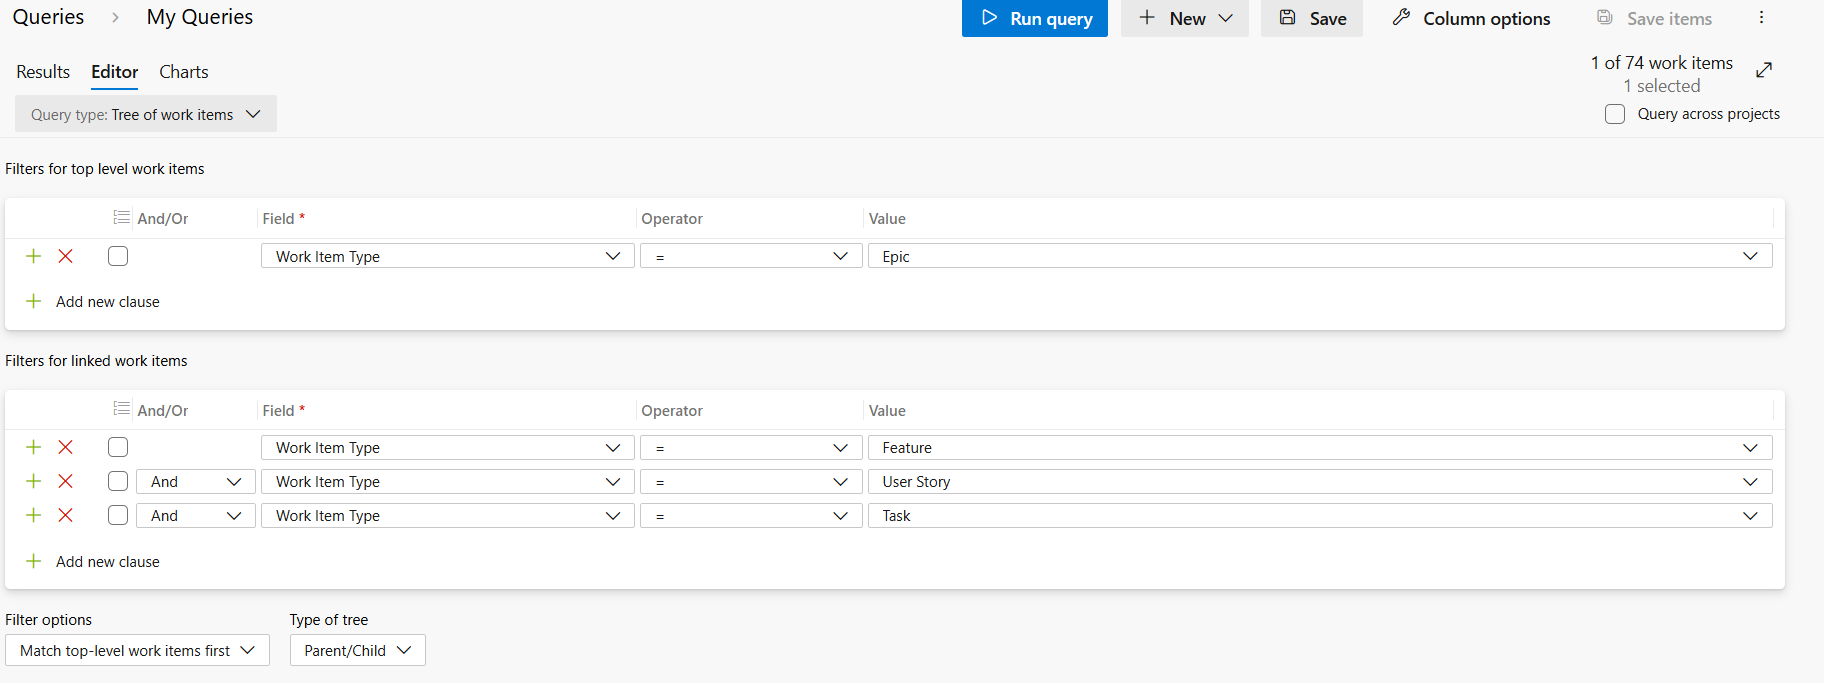 Queries > My Queries
Run query
New
Save
Column options
Save items
Results
Editor
Charts
1 of 74 work items
1 selected
Query type: Tree of work items
Query across projects
Filters for top level work items
And/Or Field * Operator Value
Work Item Type = Epic
Add new clause
Filters for linked work items
And/Or Field * Operator Value
Work Item Type = Feature
And Work Item Type = User Story
And Work Item Type = Task
Add new clause
Filter options Type of tree
Match top-level work items first Parent/Child